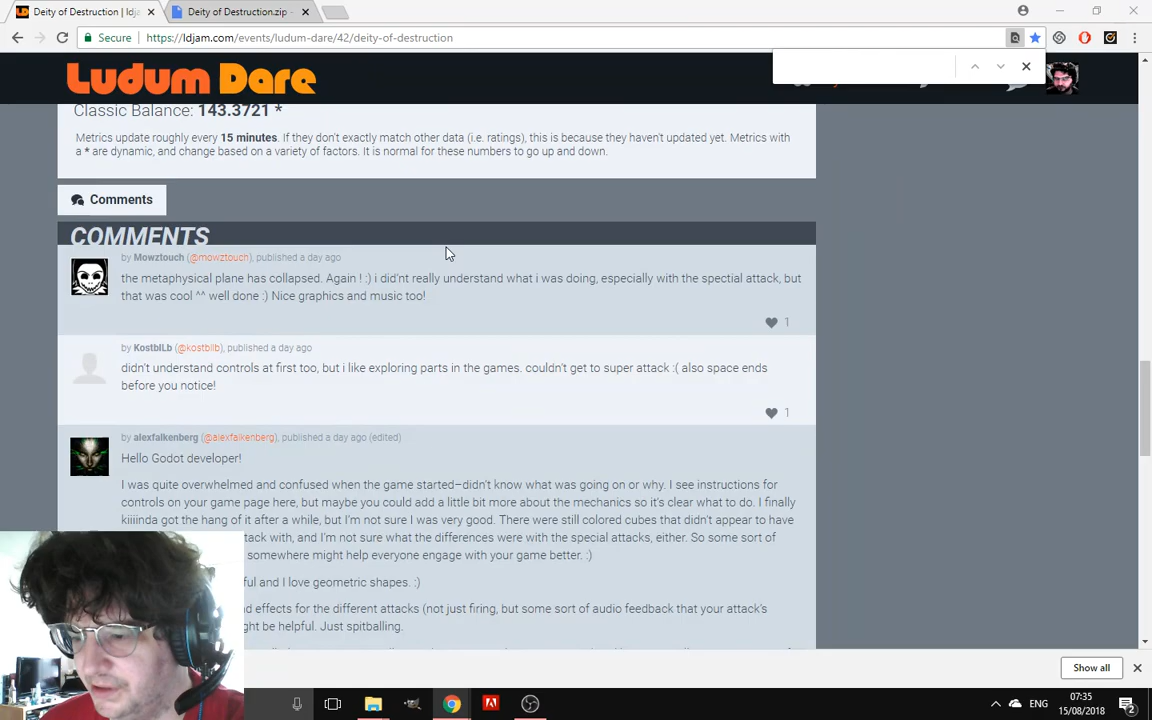 Deity of Destruction | ldja
Deity of Destruction.zip -
Secure
https://ldjam.com/events/ludum-dare/42/deity-of-destruction
LUDUM DARE
Classic Balance: 143.3721 *
Metrics update roughly every 15 minutes. If they don't exactly match other data (i.e. ratings), this is because they haven't updated yet. Metrics with
a * are dynamic, and change based on a variety of factors. It is normal for these numbers to go up and down.
Comments
COMMENTS
by Mowztouch (@mowztouch), published a day ago
the metaphysical plane has collapsed. Again ! :) i did'nt really understand what i was doing, especially with the spectial attack, but
that was cool ^^ well done :) Nice graphics and music too!
1
by KostbILb (@kostbilb), published a day ago
didn't understand controls at first too, but i like exploring parts in the games. couldn't get to super attack :( also space ends
before you notice!
1
by alexfalkenberg (@alexfalkenberg), published a day ago (edited)
Hello Godot developer!
I was quite overwhelmed and confused when the game started–didn't know what was going on or why. I see instructions for
controls on your game page here, but maybe you could add a little bit more about the mechanics so it's clear what to do. I finally
kiiiinda got the hang of it after a while, but I'm not sure I was very good. There were still colored cubes that didn't appear to have
tack with, and I'm not sure what the differences were with the special attacks, either. So some sort of
somewhere might help everyone engage with your game better. :)
ful and I love geometric shapes. :)
d effects for the different attacks (not just firing, but some sort of audio feedback that your attack's
ght be helpful. Just spitballing.
Show all
ENG
07:35
15/08/2018
2